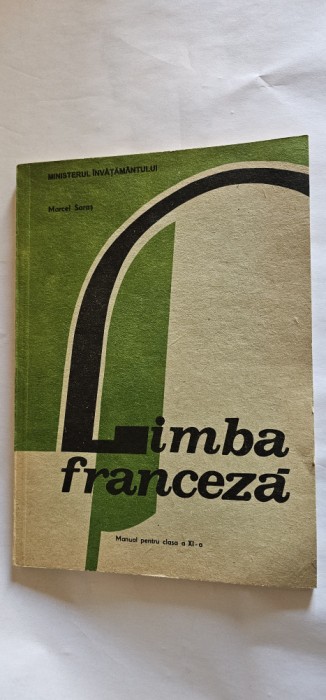 MINISTERUL ÎNVĂȚĂMÂNTULUI
Marcel Saraș
Limba
franceză
Manual pentru clasa a XI-a